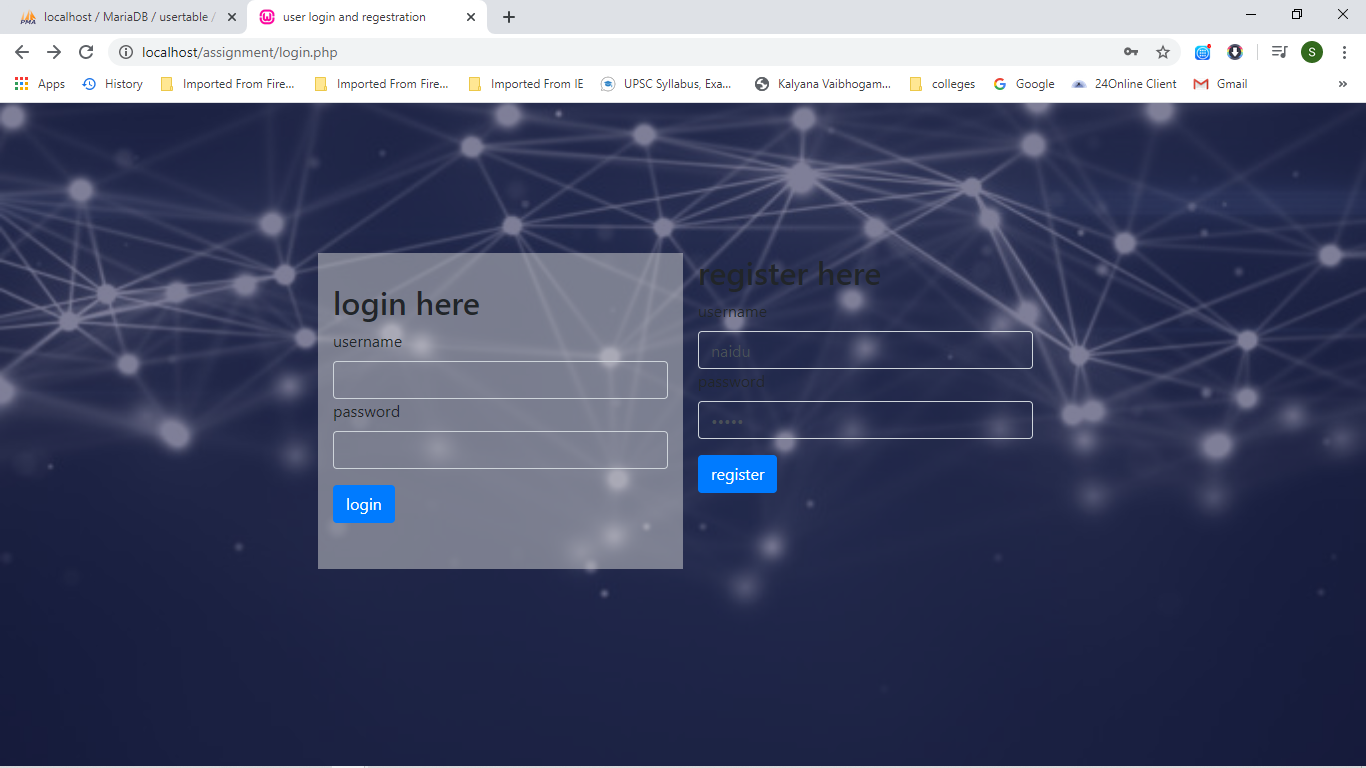 localhost / MariaDB / usertable /
user login and regestration
localhost/assignment/login.php
S
Apps
History
Imported From Fire...
Imported From Fire...
Imported From IE
UPSC Syllabus, Exa...
Kalyana Vaibhogam...
colleges
Google
24Online Client
Gmail
»
login here
username
password
login
register here
username
naidu
password
•••••
register